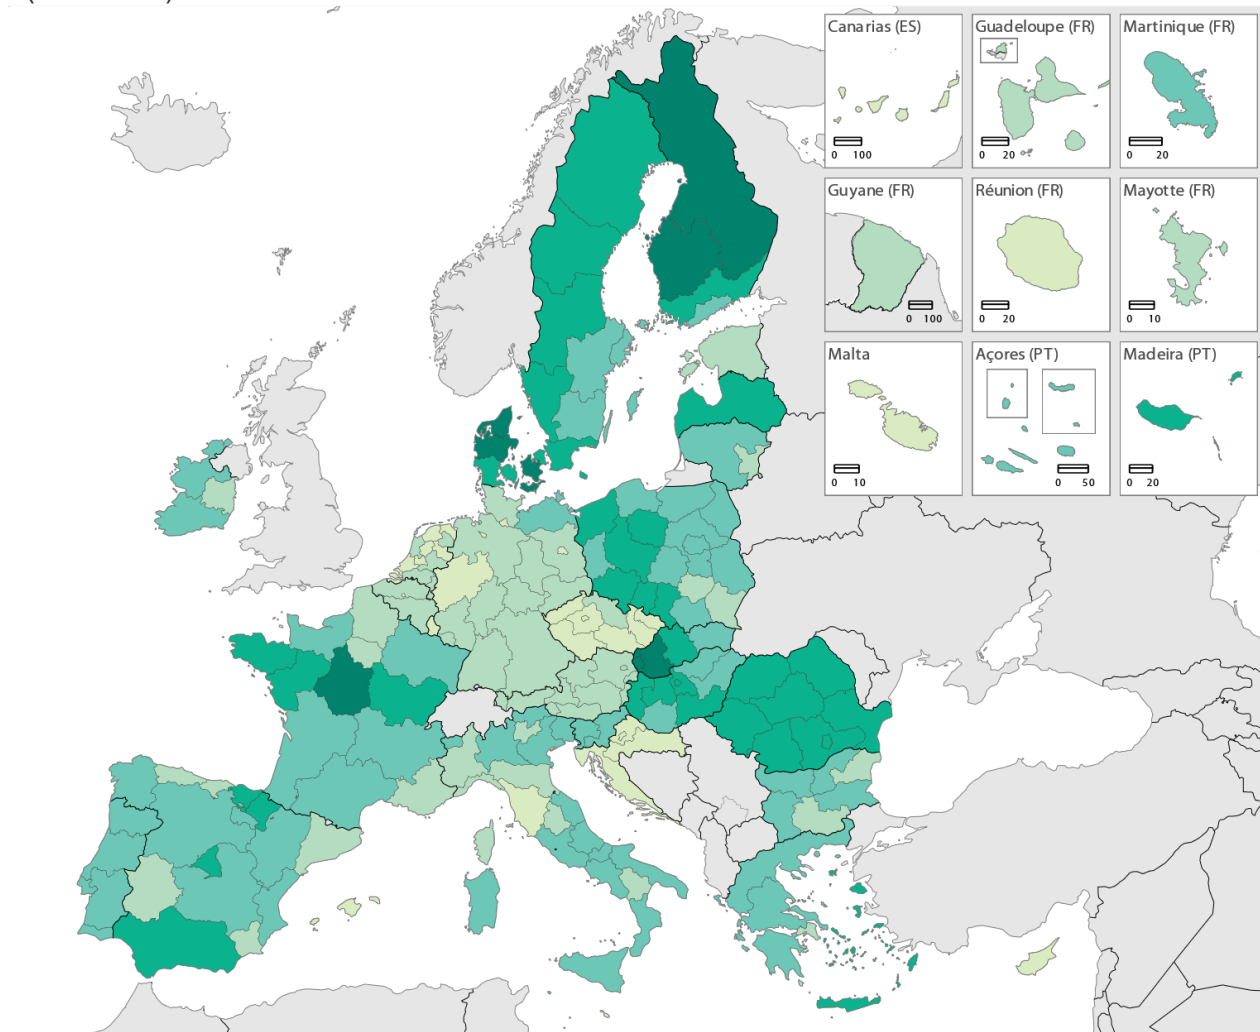 Canarias (ES)
0 100
Guadeloupe (FR)
0 20
Martinique (FR)
0 20
Guyane (FR)
0 100
Réunion (FR)
0 20
Mayotte (FR)
0 10
Malta
0 10
Açores (PT)
0 50
Madeira (PT)
0 20